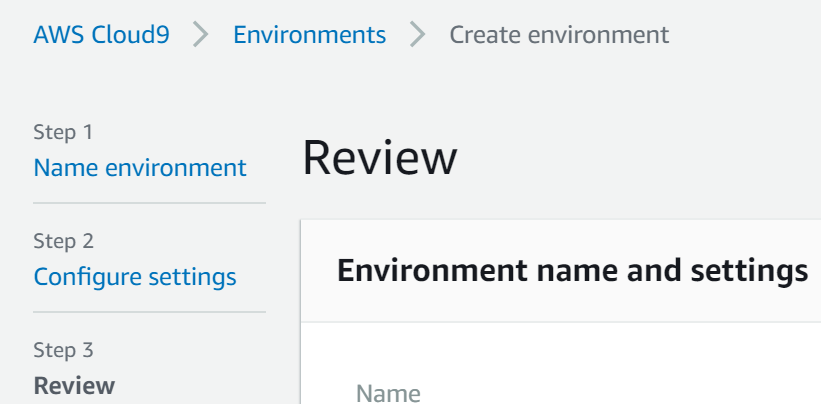 AWS Cloud9 > Environments > Create environment
Step 1
Name environment
Step 2
Configure settings
Step 3
Review
Review
Environment name and settings
Name